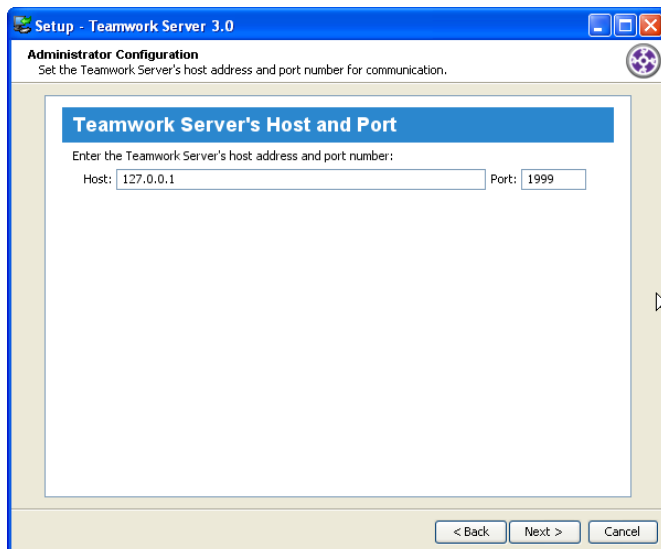 Setup - Teamwork Server 3.0
Administrator Configuration
Set the Teamwork Server's host address and port number for communication.
Teamwork Server's Host and Port
Enter the Teamwork Server's host address and port number:
Host: 127.0.0.1 Port: 1999
< Back Next > Cancel